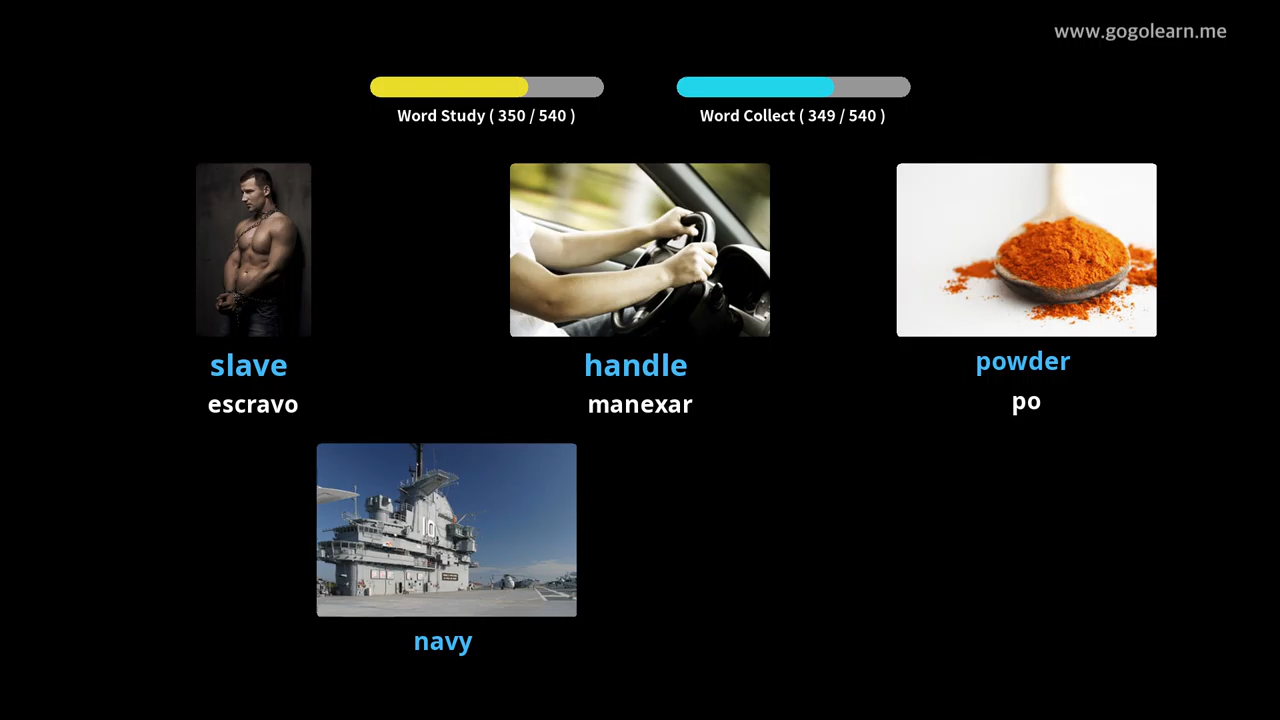 www.gogolearn.me
Word Study ( 350 / 540 )
Word Collect ( 349 / 540 )
slave
escravo
handle
manexar
powder
po
navy